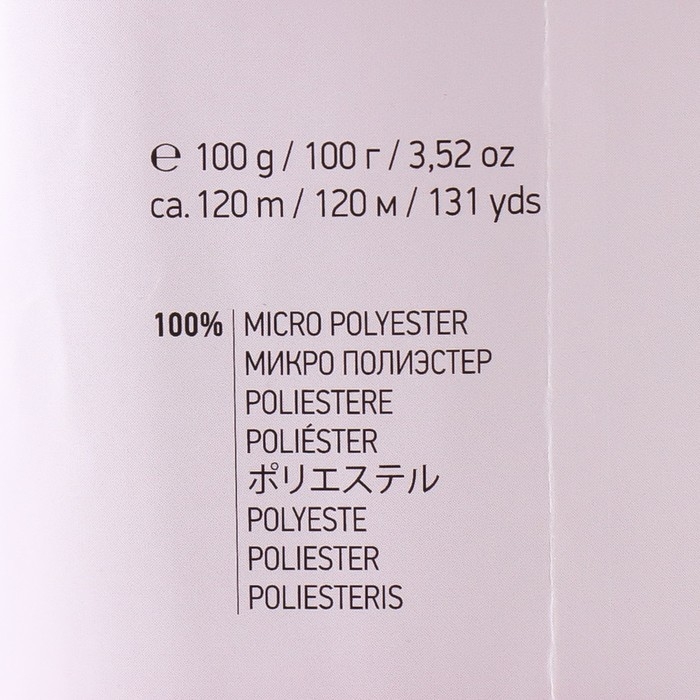 ℮ 100 g / 100 г / 3,52 oz
ca. 120 m / 120 м / 131 yds
100% MICRO POLYESTER
МИКРО ПОЛИЭСТЕР
POLIESTERE
POLIÉSTER
ポリエステル
POLYESTE
POLIESTER
POLIESTERIS